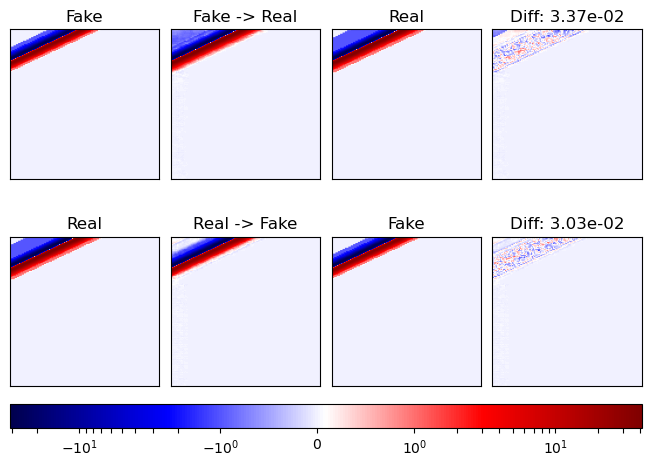 Fake
Fake -> Real
Real
Diff: 3.37e-02
Real
Real -> Fake
Fake
Diff: 3.03e-02
−10¹
−10⁰
0
10⁰
10¹